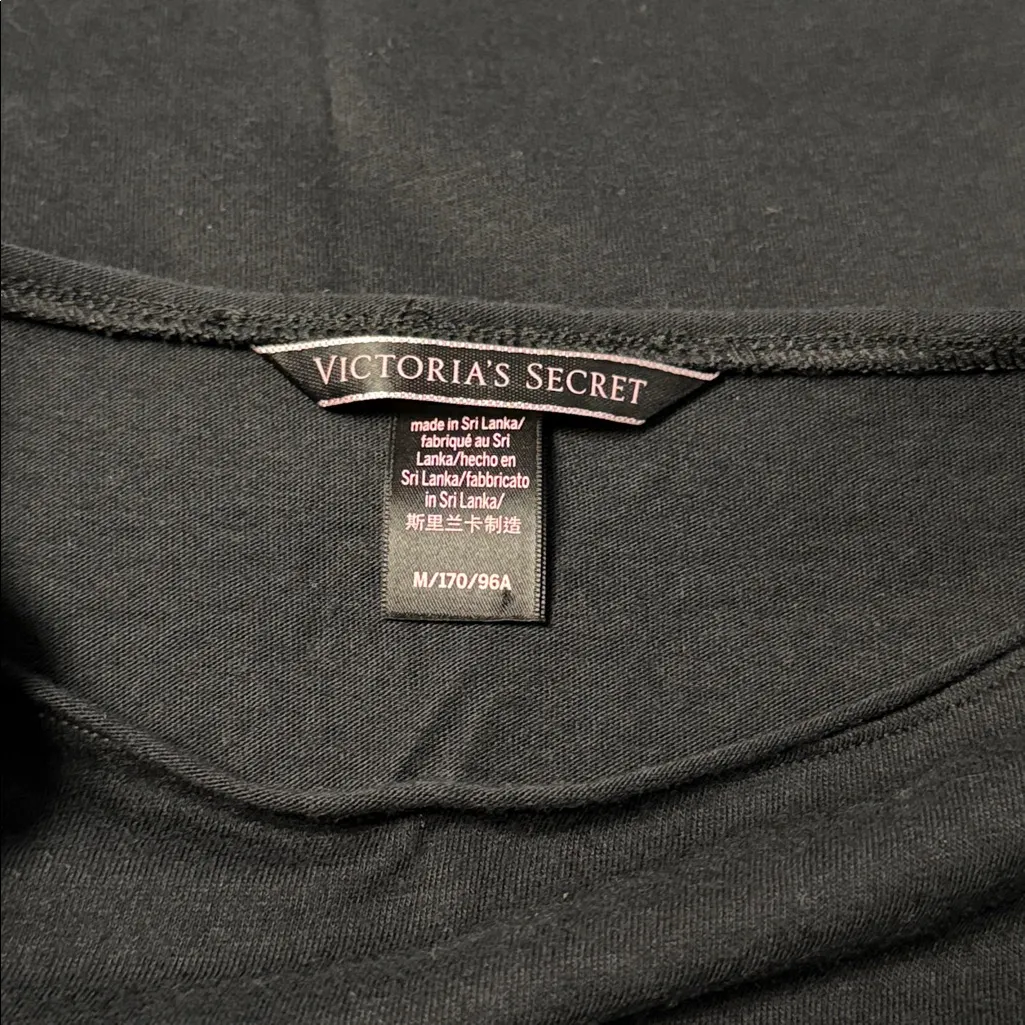 VICTORIA'S SECRET
made in Sri Lanka/
fabriqué au Sri
Lanka/hecho en
Sri Lanka/fabbricato
in Sri Lanka/
斯里兰卡制造
M/170/96A